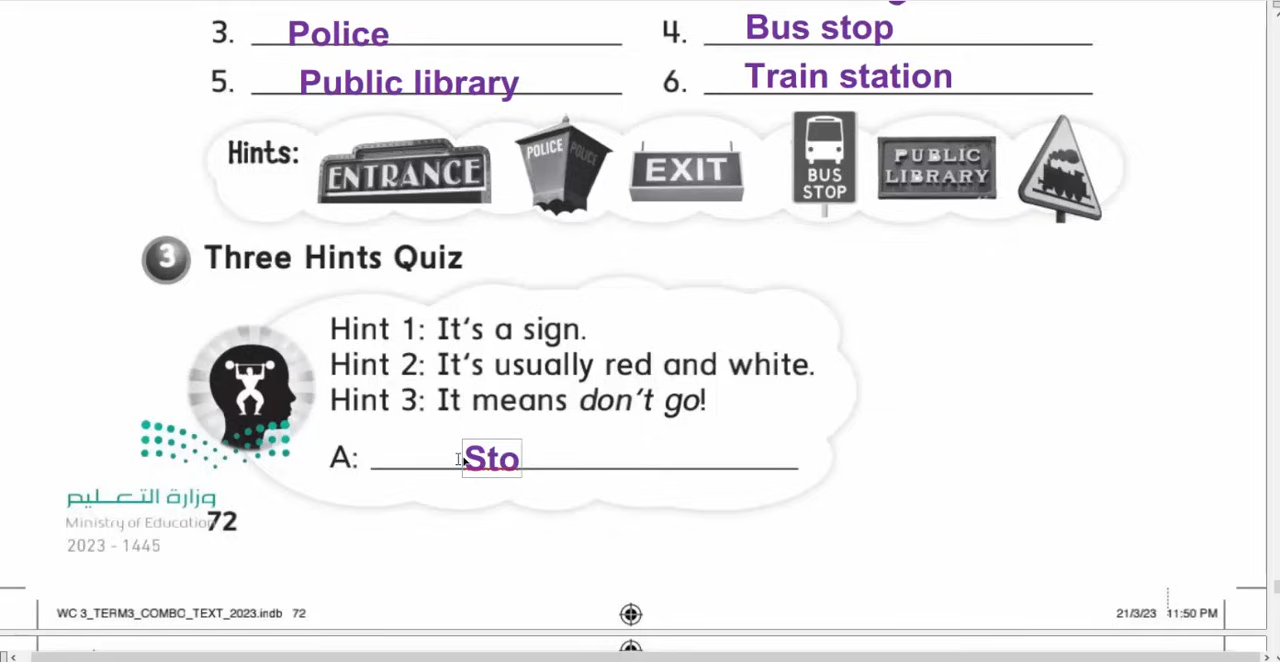 3. Police 4. Bus stop
5. Public library 6. Train station
Hints: ENTRANCE POLICE POLICE EXIT BUS STOP PUBLIC LIBRARY
3 Three Hints Quiz
Hint 1: It's a sign.
Hint 2: It's usually red and white.
Hint 3: It means don't go!
A: Sto
وزارة التعليم
Ministry of Education 72
2023 - 1445
WC 3_TERM3_COMBO_TEXT_2023.indb 72 21/3/23 11:50 PM